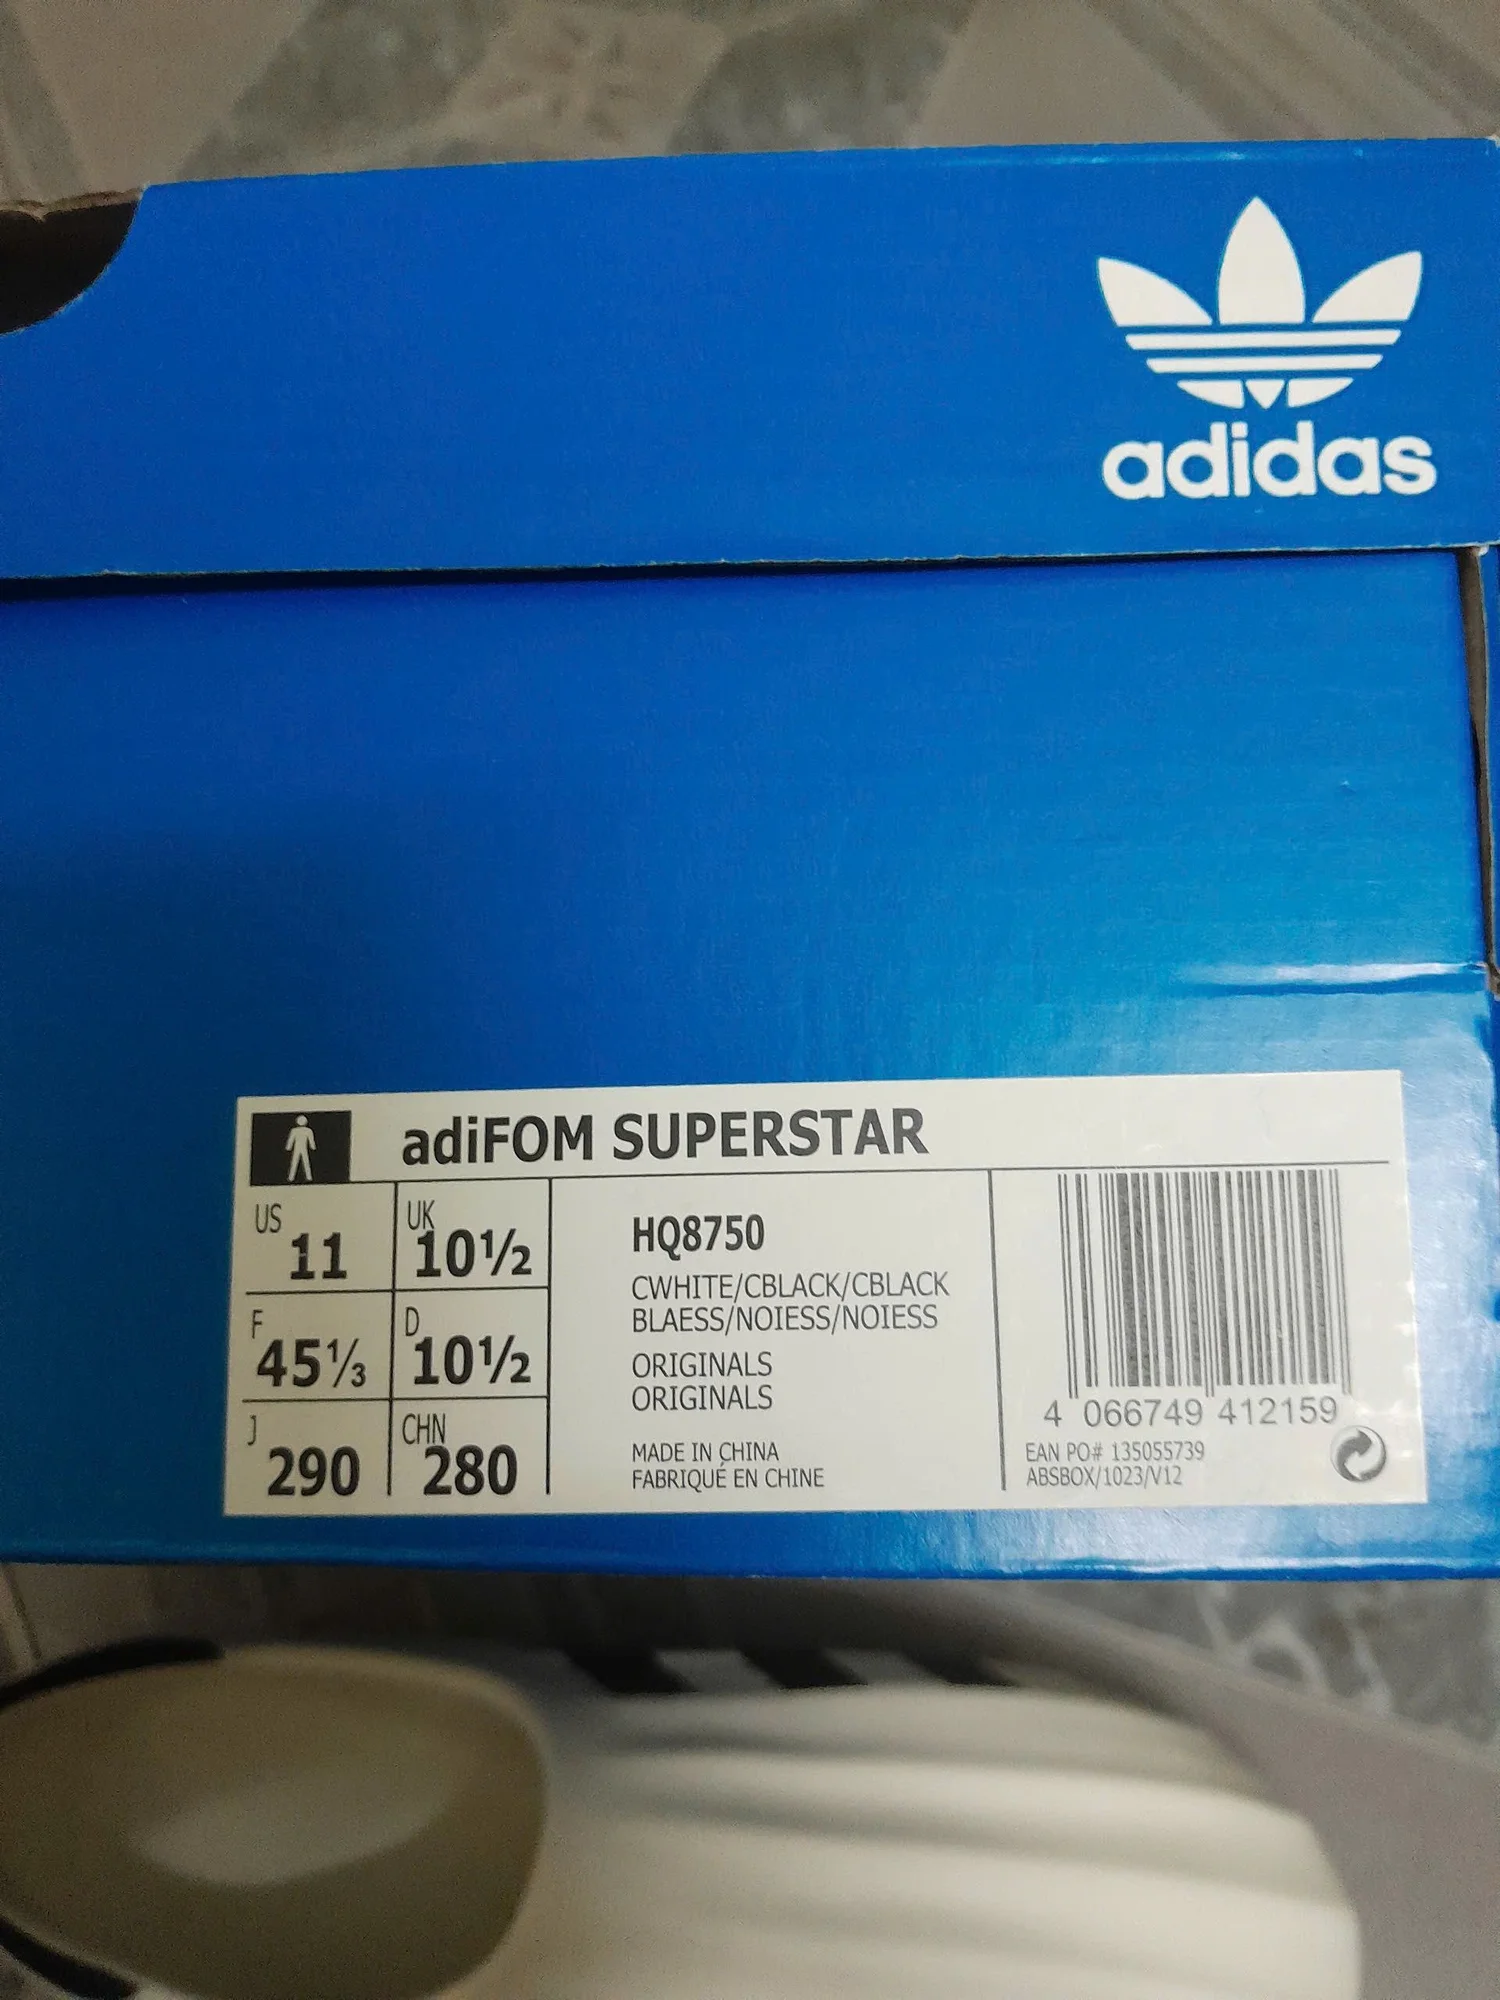 adidas
adiFOM SUPERSTAR
US 11
UK 10½
F 45⅓
D 10½
J 290
CHN 280
HQ8750
CWHITE/CBLACK/CBLACK
BLAESS/NOIESS/NOIESS
ORIGINALS
ORIGINALS
MADE IN CHINA
FABRIQUÉ EN CHINE
4 066749 412159
EAN PO# 135055739
ABSBOX/1023/V12